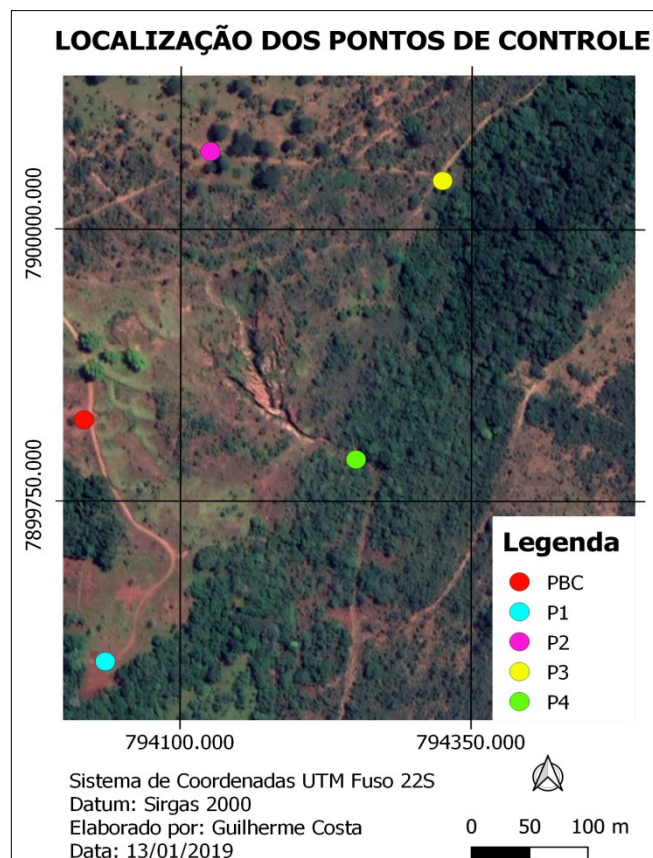 LOCALIZAÇÃO DOS PONTOS DE CONTROLE
7900000.000
7899750.000
Legenda
PBC
P1
P2
P3
P4
794100.000
794350.000
Sistema de Coordenadas UTM Fuso 22S
Datum: Sirgas 2000
Elaborado por: Guilherme Costa
Data: 13/01/2019
0 50 100 m